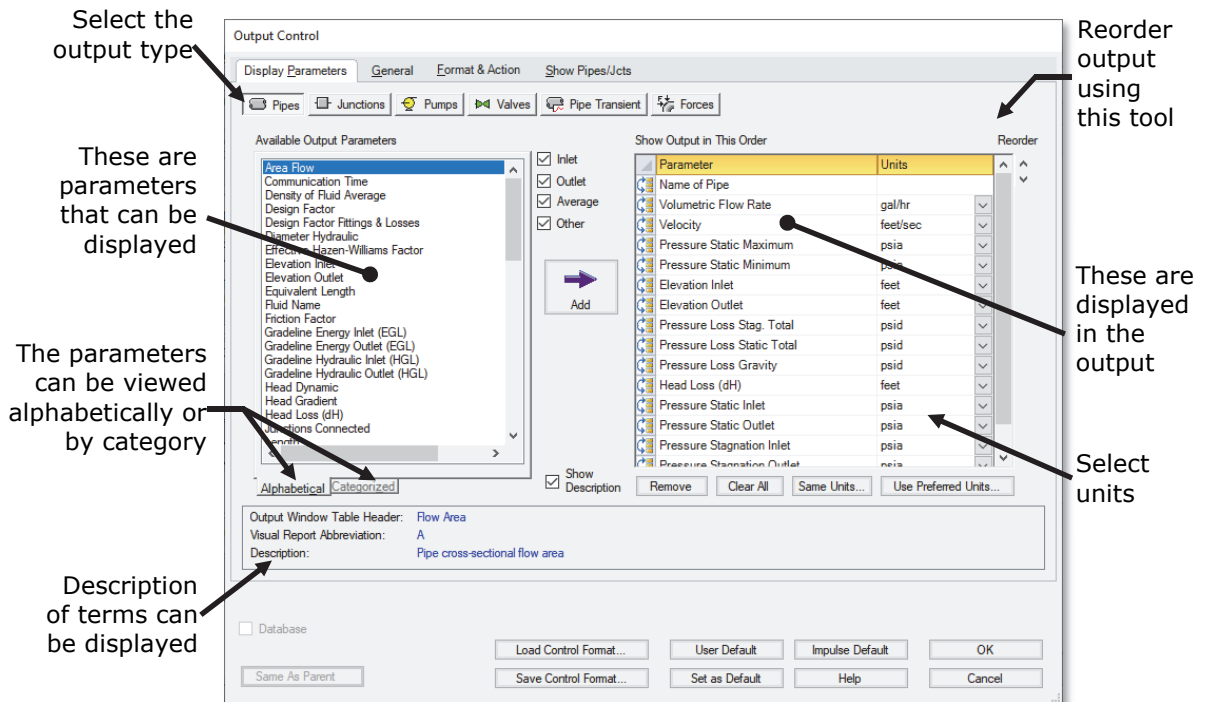 Select the
output type
Reorder
output
using
this tool
These are
parameters
that can be
displayed
The parameters
can be viewed
alphabetically or
by category
Description
of terms can
be displayed
These are
displayed
in the
output
Select
units
Output Control
Display Parameters General Format & Action Show Pipes/Jcts
Pipes Junctions Pumps Valves Pipe Transient Forces
Available Output Parameters
Area Flow
Communication Time
Density of Fluid Average
Design Factor
Design Factor Fittings & Losses
Diameter Hydraulic
Effective Hazen-Williams Factor
Elevation Inlet
Elevation Outlet
Equivalent Length
Fluid Name
Friction Factor
Gradeline Energy Inlet (EGL)
Gradeline Energy Outlet (EGL)
Gradeline Hydraulic Inlet (HGL)
Gradeline Hydraulic Outlet (HGL)
Head Dynamic
Head Gradient
Head Loss (dH)
Junctions Connected
Length
Alphabetical Categorized
Inlet
Outlet
Average
Other
Add
Show
Description
Show Output in This Order Reorder
Parameter Units
Name of Pipe
Volumetric Flow Rate gal/hr
Velocity feet/sec
Pressure Static Maximum psia
Pressure Static Minimum psia
Elevation Inlet feet
Elevation Outlet feet
Pressure Loss Stag. Total psid
Pressure Loss Static Total psid
Pressure Loss Gravity psid
Head Loss (dH) feet
Pressure Static Inlet psia
Pressure Static Outlet psia
Pressure Stagnation Inlet psia
Pressure Stagnation Outlet psia
Remove Clear All Same Units... Use Preferred Units...
Output Window Table Header: Flow Area
Visual Report Abbreviation: A
Description: Pipe cross-sectional flow area
Database
Load Control Format... User Default Impulse Default OK
Same As Parent Save Control Format... Set as Default Help Cancel